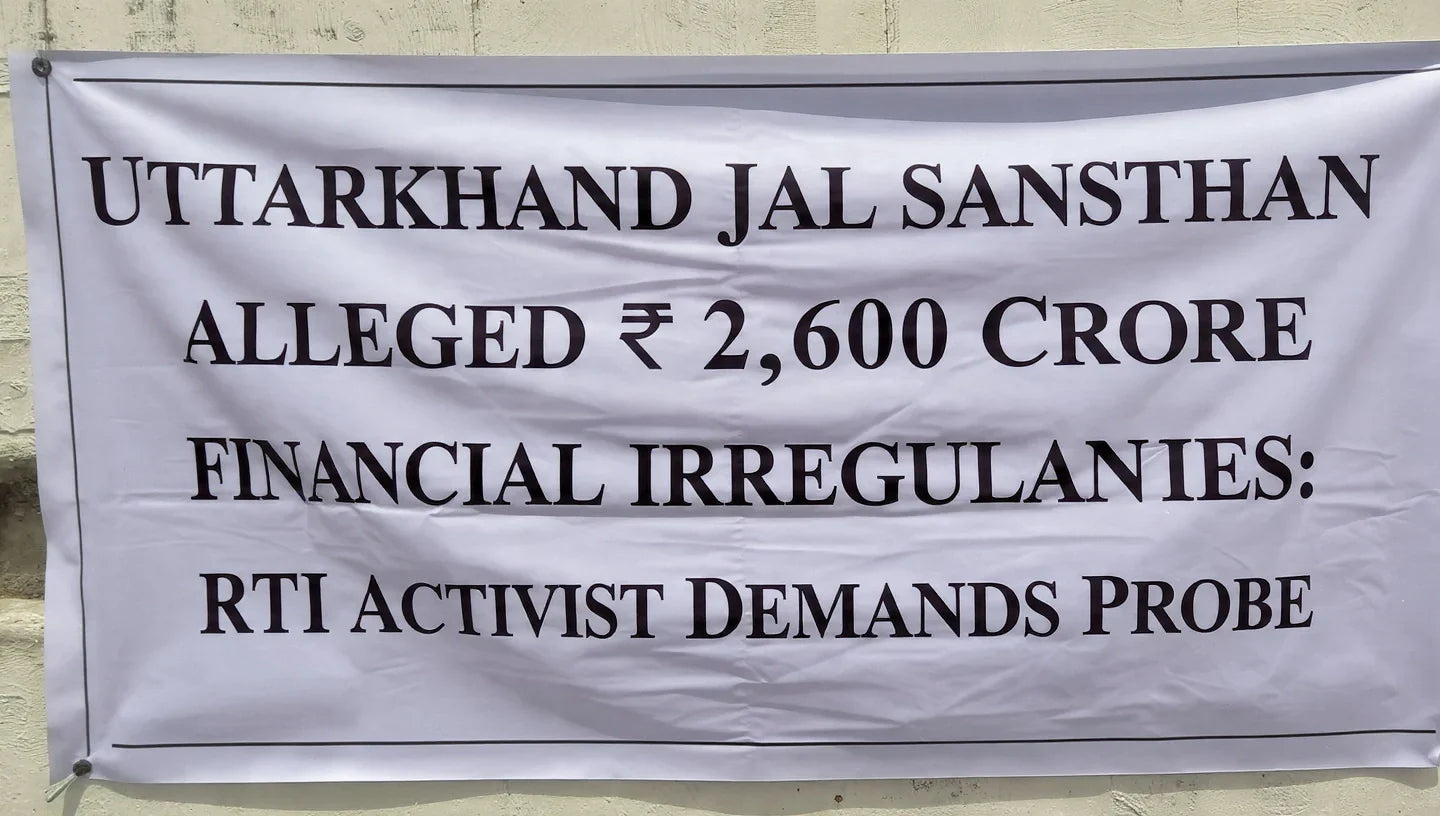 UTTARKHAND JAL SANSTHAN
ALLEGED ₹ 2,600 CRORE
FINANCIAL IRREGULANIES:
RTI ACTIVIST DEMANDS PROBE